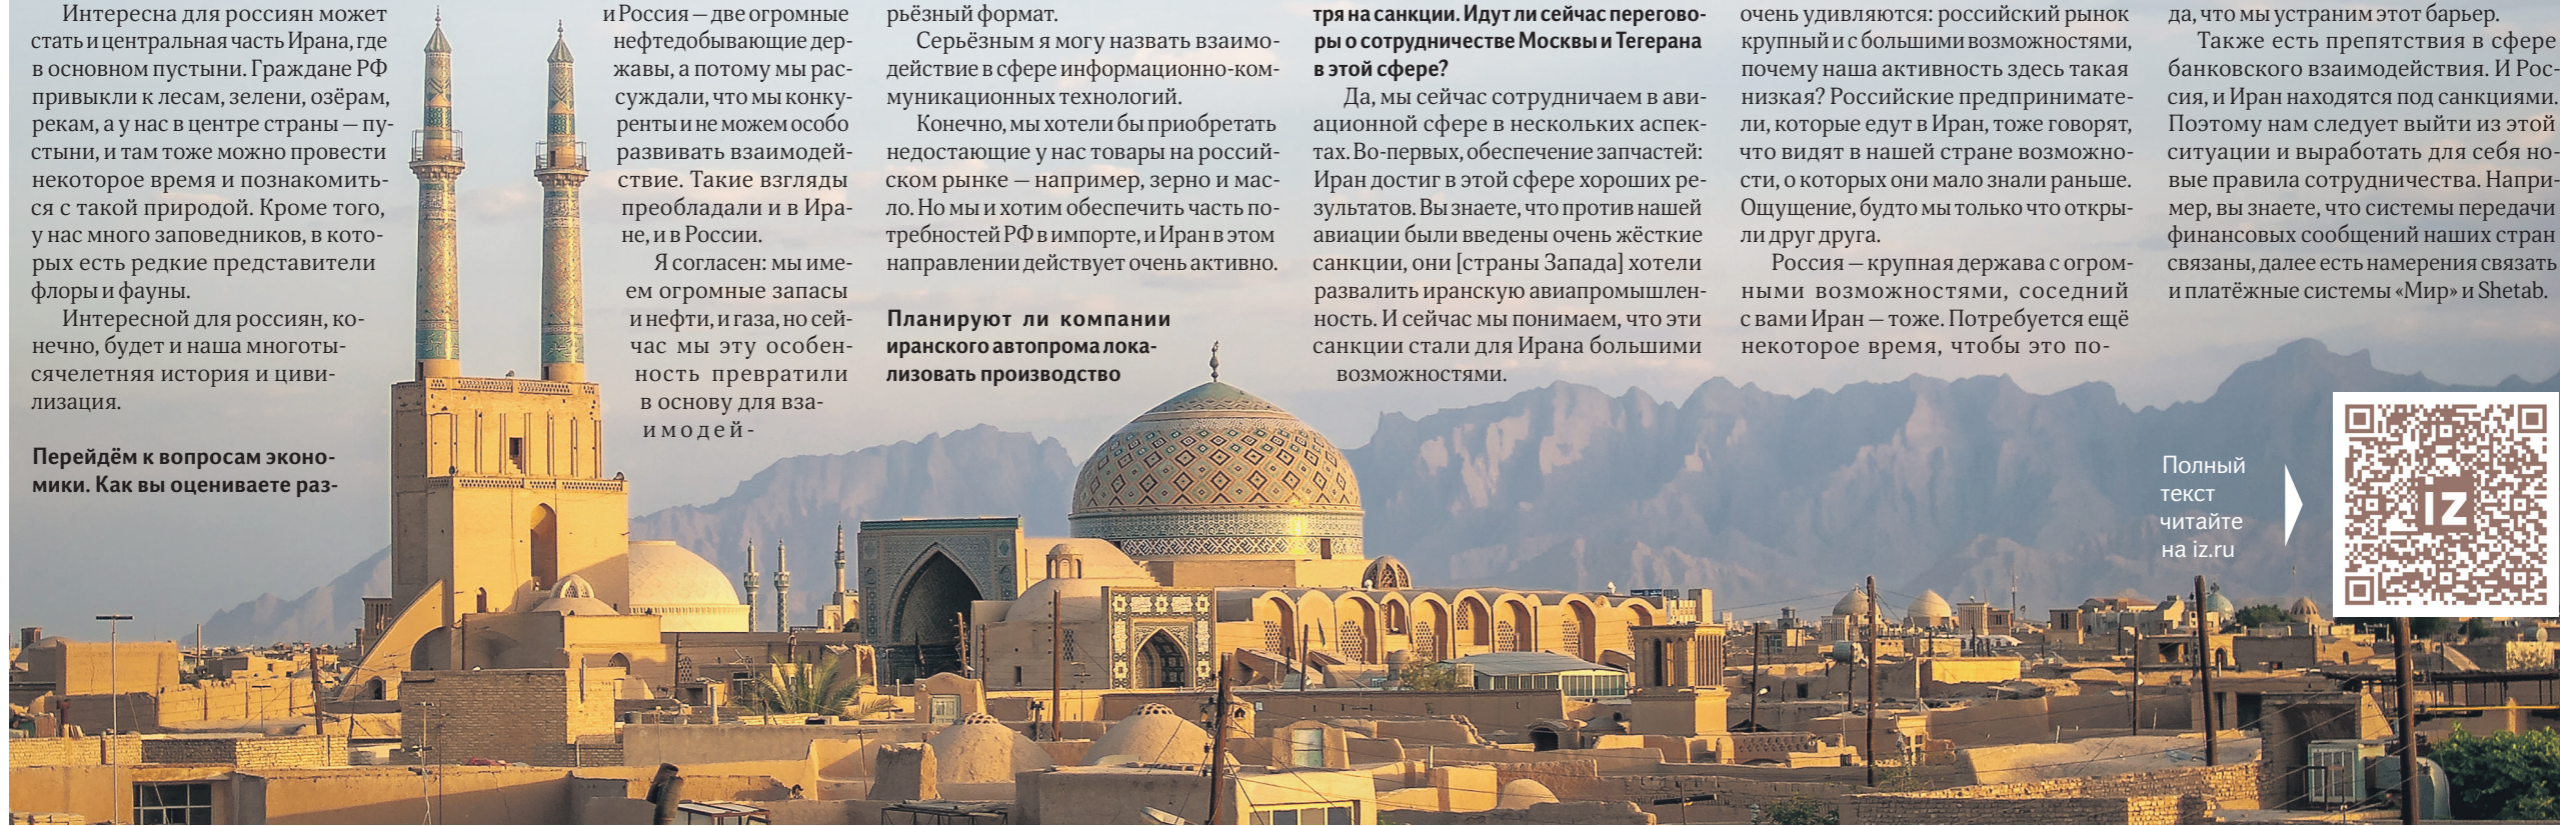 Интересна для россиян может
стать и центральная часть Ирана, где
в основном пустыни. Граждане РФ
привыкли к лесам, зелени, озёрам,
рекам, а у нас в центре страны — пу-
стыни, и там тоже можно провести
некоторое время и познакомить-
ся с такой природой. Кроме того,
у нас много заповедников, в кото-
рых есть редкие представители
флоры и фауны.
Интересной для россиян, ко-
нечно, будет и наша многоты-
сячелетняя история и циви-
лизация.
Перейдём к вопросам эконо-
мики. Как вы оцениваете раз-
и Россия — две огромные
нефтедобывающие дер-
жавы, а потому мы рас-
суждали, что мы конку-
ренты и не можем особо
развивать взаимодей-
ствие. Такие взгляды
преобладали и в Ира-
не, и в России.
Я согласен: мы име-
ем огромные запасы
и нефти, и газа, но сей-
час мы эту особен-
ность превратили
в основу для вза-
имодей-
рьёзный формат.
Серьёзным я могу назвать взаимо-
действие в сфере информационно-ком-
муникационных технологий.
Конечно, мы хотели бы приобретать
недостающие у нас товары на россий-
ском рынке — например, зерно и мас-
ло. Но мы и хотим обеспечить часть по-
требностей РФ в импорте, и Иран в этом
направлении действует очень активно.
Планируют ли компании
иранского автопрома лока-
лизовать производство
тря на санкции. Идут ли сейчас перегово-
ры о сотрудничестве Москвы и Тегерана
в этой сфере?
Да, мы сейчас сотрудничаем в ави-
ационной сфере в нескольких аспек-
тах. Во-первых, обеспечение запчастей:
Иран достиг в этой сфере хороших ре-
зультатов. Вы знаете, что против нашей
авиации были введены очень жёсткие
санкции, они [страны Запада] хотели
развалить иранскую авиапромышлен-
ность. И сейчас мы понимаем, что эти
санкции стали для Ирана большими
возможностями.
очень удивляются: российский рынок
крупный и с большими возможностями,
почему наша активность здесь такая
низкая? Российские предпринимате-
ли, которые едут в Иран, тоже говорят,
что видят в нашей стране возможно-
сти, о которых они мало знали раньше.
Ощущение, будто мы только что откры-
ли друг друга.
Россия — крупная держава с огром-
ными возможностями, соседний
с вами Иран — тоже. Потребуется ещё
некоторое время, чтобы это по-
да, что мы устраним этот барьер.
Также есть препятствия в сфере
банковского взаимодействия. И Рос-
сия, и Иран находятся под санкциями.
Поэтому нам следует выйти из этой
ситуации и выработать для себя но-
вые правила сотрудничества. Напри-
мер, вы знаете, что системы передачи
финансовых сообщений наших стран
связаны, далее есть намерения связать
и платёжные системы «Мир» и Shetab.
Полный
текст
читайте
на iz.ru
iz